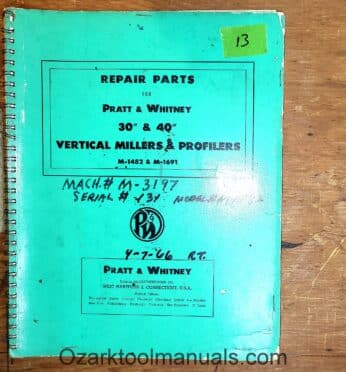 13
REPAIR PARTS
FOR
PRATT & WHITNEY
30" & 40"
VERTICAL MILLERS & PROFILERS
M-1482 & M-1691
MACH.# M-3197
SERIAL #
4-7-66 R.T.
PRATT & WHITNEY
WEST HARTFORD 1, CONNECTICUT, U.S.A.
Ozarktoolmanuals.com